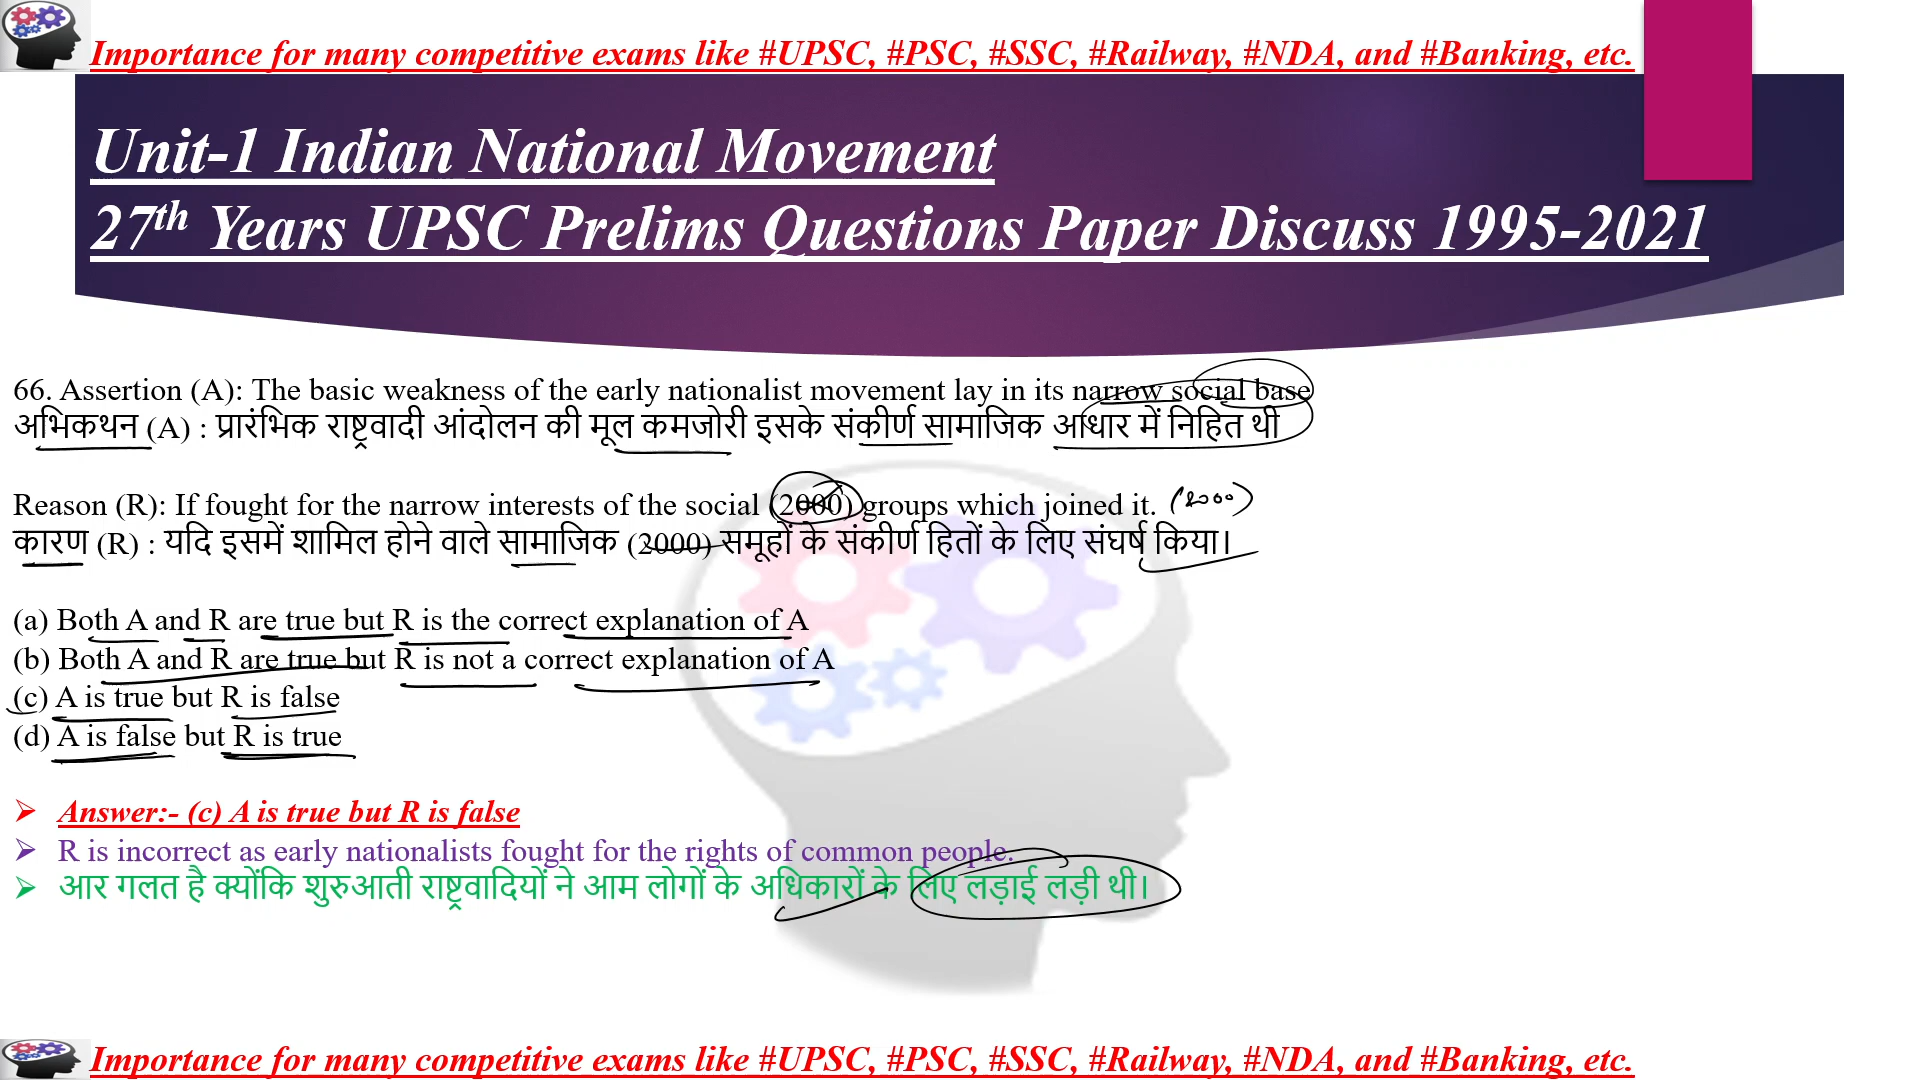 Importance for many competitive exams like #UPSC, #PSC, #SSC, #Railway, #NDA, and #Banking, etc.
Unit-1 Indian National Movement
27th Years UPSC Prelims Questions Paper Discuss 1995-2021
66. Assertion (A): The basic weakness of the early nationalist movement lay in its narrow social base
अभिकथन (A) : प्रारंभिक राष्ट्रवादी आंदोलन की मूल कमजोरी इसके संकीर्ण सामाजिक आधार में निहित थी
Reason (R): If fought for the narrow interests of the social (2000) groups which joined it. (2000)
कारण (R) : यदि इसमें शामिल होने वाले सामाजिक (2000) समूहों के संकीर्ण हितों के लिए संघर्ष किया।
(a) Both A and R are true but R is the correct explanation of A
(b) Both A and R are true but R is not a correct explanation of A
(c) A is true but R is false
(d) A is false but R is true
Answer:- (c) A is true but R is false
R is incorrect as early nationalists fought for the rights of common people.
आर गलत है क्योंकि शुरुआती राष्ट्रवादियों ने आम लोगों के अधिकारों के लिए लड़ाई लड़ी थी।
Importance for many competitive exams like #UPSC, #PSC, #SSC, #Railway, #NDA, and #Banking, etc.